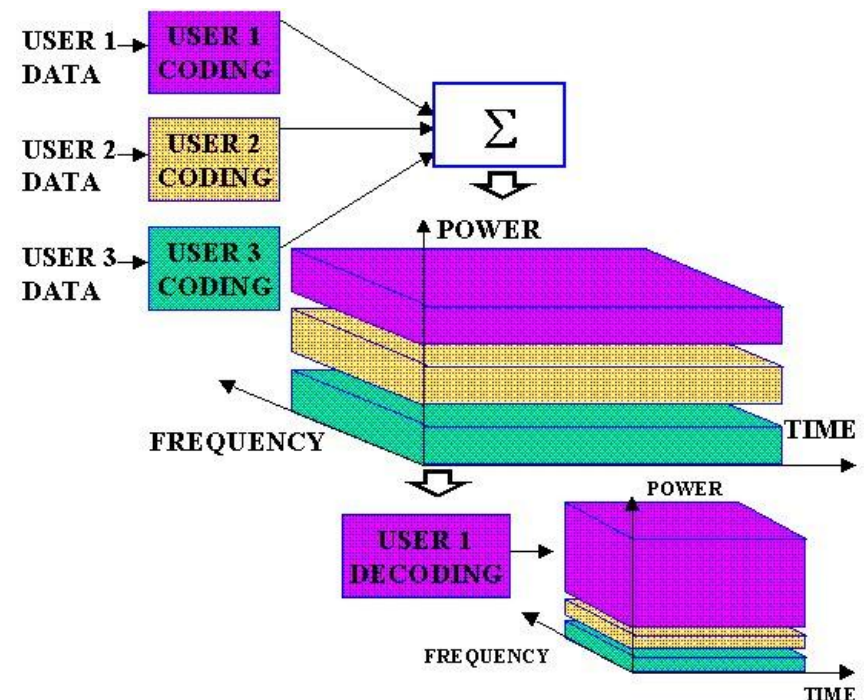 USER 1
DATA
USER 1
CODING
USER 2
DATA
USER 2
CODING
USER 3
DATA
USER 3
CODING
Σ
POWER
FREQUENCY
TIME
USER 1
DECODING
POWER
FREQUENCY
TIME